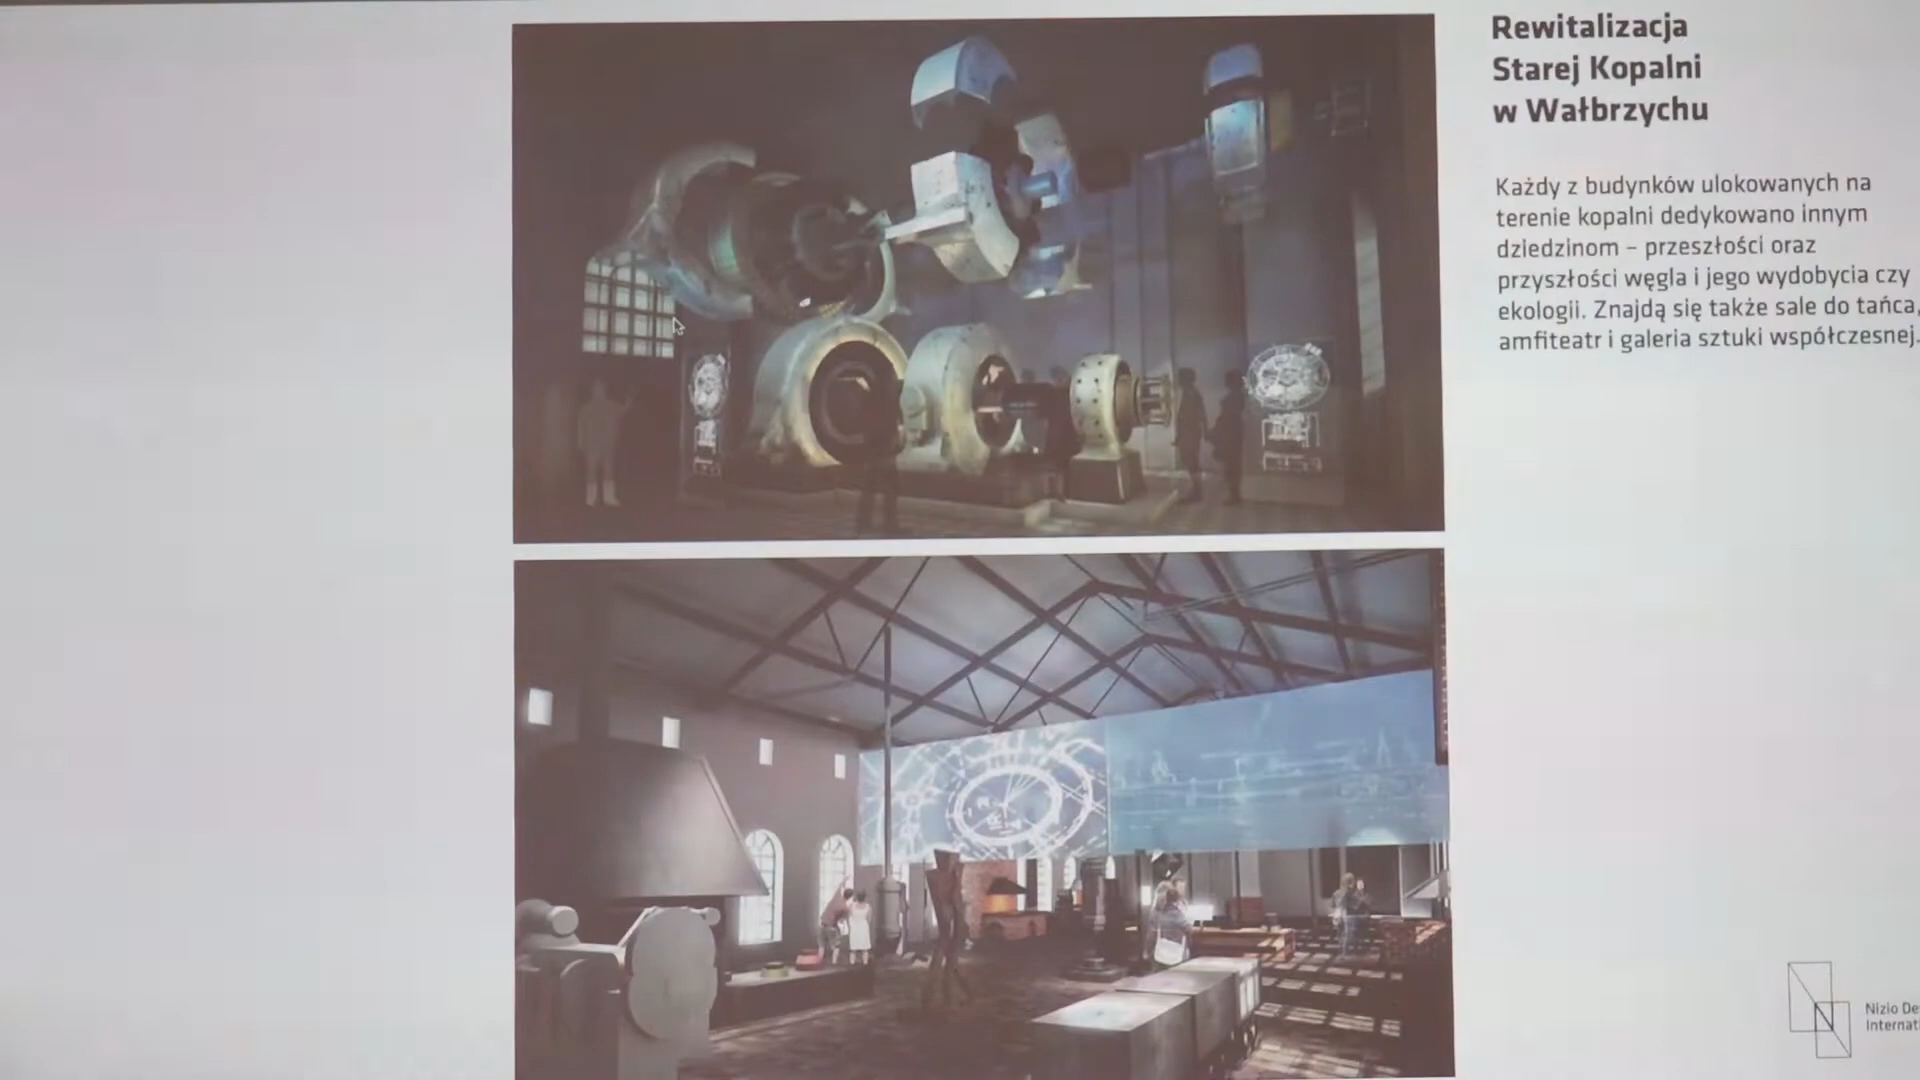 Rewitalizacja
Starej Kopalni
w Wałbrzychu
Każdy z budynków ulokowanych na
terenie kopalni dedykowano innym
dziedzinom – przeszłości oraz
przyszłości węgla i jego wydobycia czy
ekologii. Znajdą się także sale do tańca,
amfiteatr i galeria sztuki współczesnej.
Nizio De
Internati